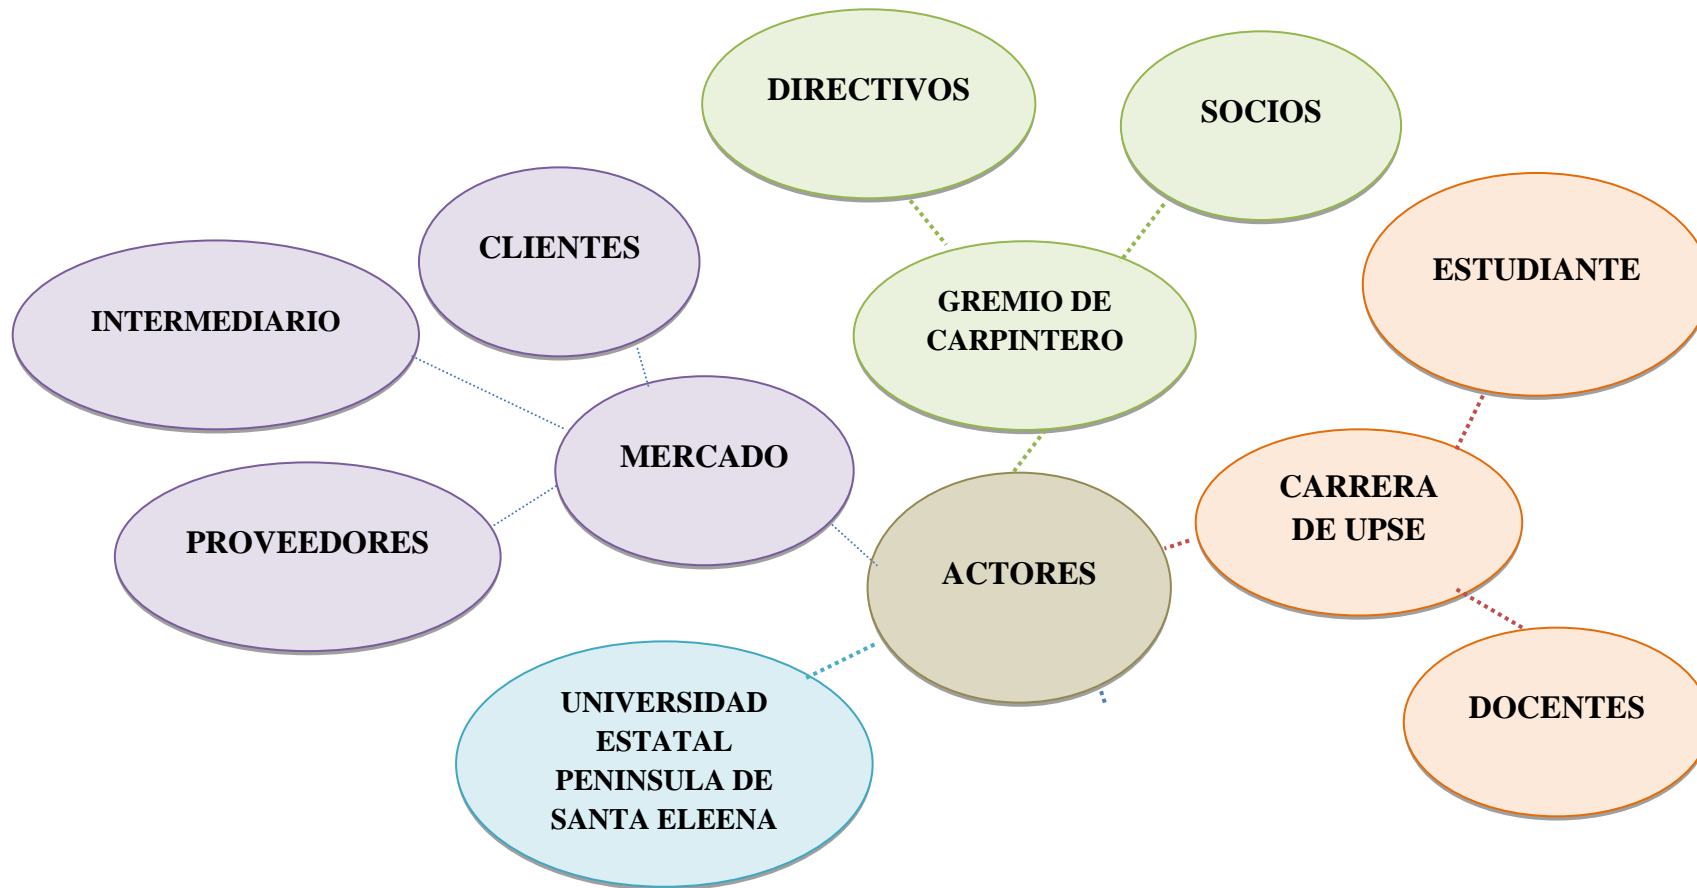 DIRECTIVOS
SOCIOS
CLIENTES
ESTUDIANTE
INTERMEDIARIO
GREMIO DE
CARPINTERO
MERCADO
CARRERA
DE UPSE
PROVEEDORES
ACTORES
UNIVERSIDAD
ESTATAL
PENINSULA DE
SANTA ELEENA
DOCENTES